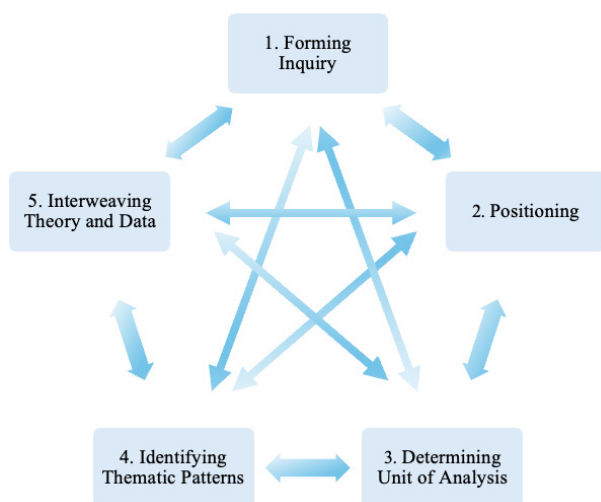 1. Forming
Inquiry
2. Positioning
3. Determining
Unit of Analysis
4. Identifying
Thematic Patterns
5. Interweaving
Theory and Data